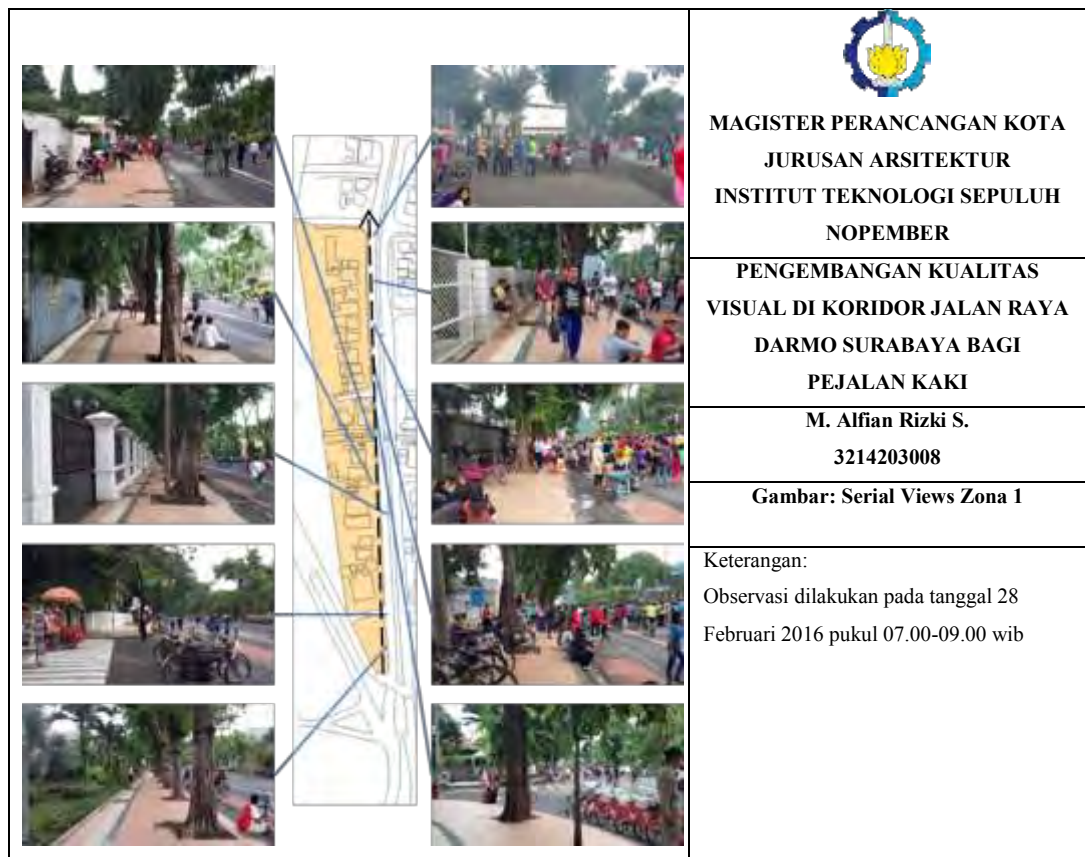 MAGISTER PERANCANGAN KOTA
JURUSAN ARSITEKTUR
INSTITUT TEKNOLOGI SEPULUH
NOPEMBER
PENGEMBANGAN KUALITAS
VISUAL DI KORIDOR JALAN RAYA
DARMO SURABAYA BAGI
PEJALAN KAKI
M. Alfian Rizki S.
3214203008
Gambar: Serial Views Zona 1
Keterangan:
Observasi dilakukan pada tanggal 28
Februari 2016 pukul 07.00-09.00 wib